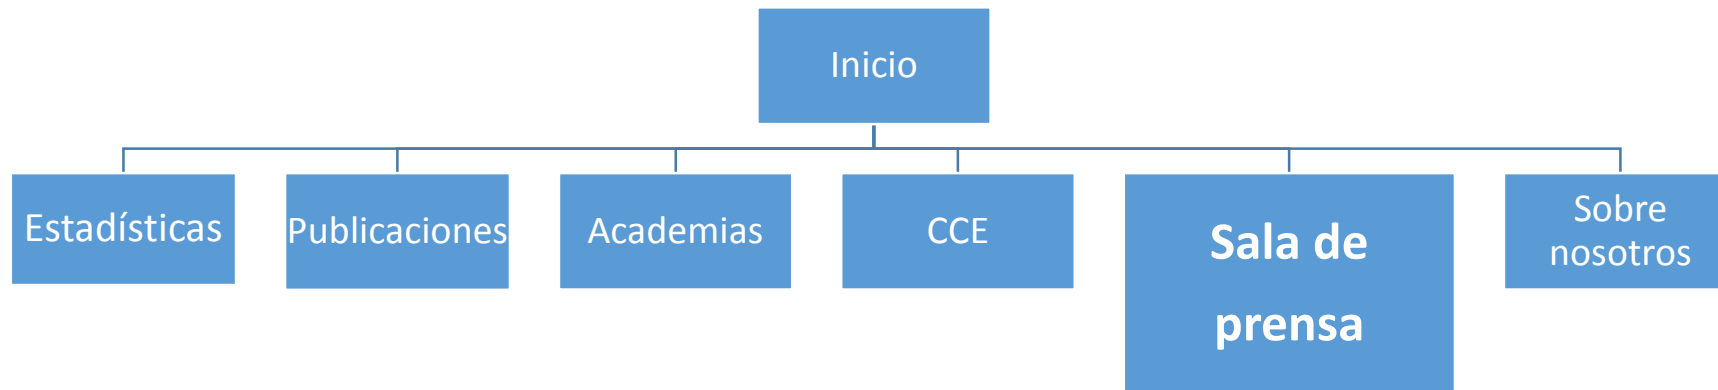 Inicio
Estadísticas
Publicaciones
Academias
CCE
Sala de
prensa
Sobre
nosotros